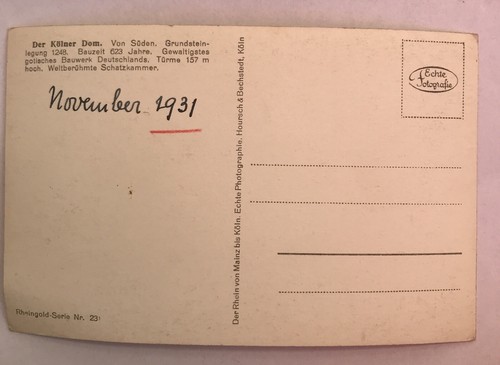 Der Kölner Dom. Von Süden. Grundstein-
legung 1248. Bauzeit 623 Jahre. Gewaltigstes
gotisches Bauwerk Deutschlands. Türme 157 m
hoch. Weltberühmte Schatzkammer.
November 1931
Rheingold-Serie Nr. 231
Der Rhein von Mainz bis Köln. Echte Photographie. Hoursch & Bechstedt, Köln
Echte
Fotografie